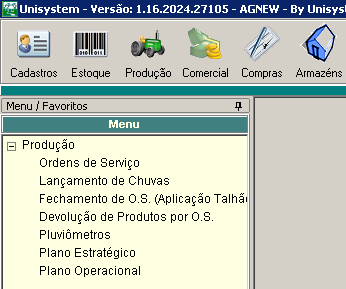 Unisystem - Versão: 1.16.2024.27105 - AGNEW - By Unisys
Cadastros Estoque Produção Comercial Compras Armazéns
Menu / Favoritos
Menu
Produção
Ordens de Serviço
Lançamento de Chuvas
Fechamento de O.S. (Aplicação Talhã
Devolução de Produtos por O.S.
Pluviômetros
Plano Estratégico
Plano Operacional